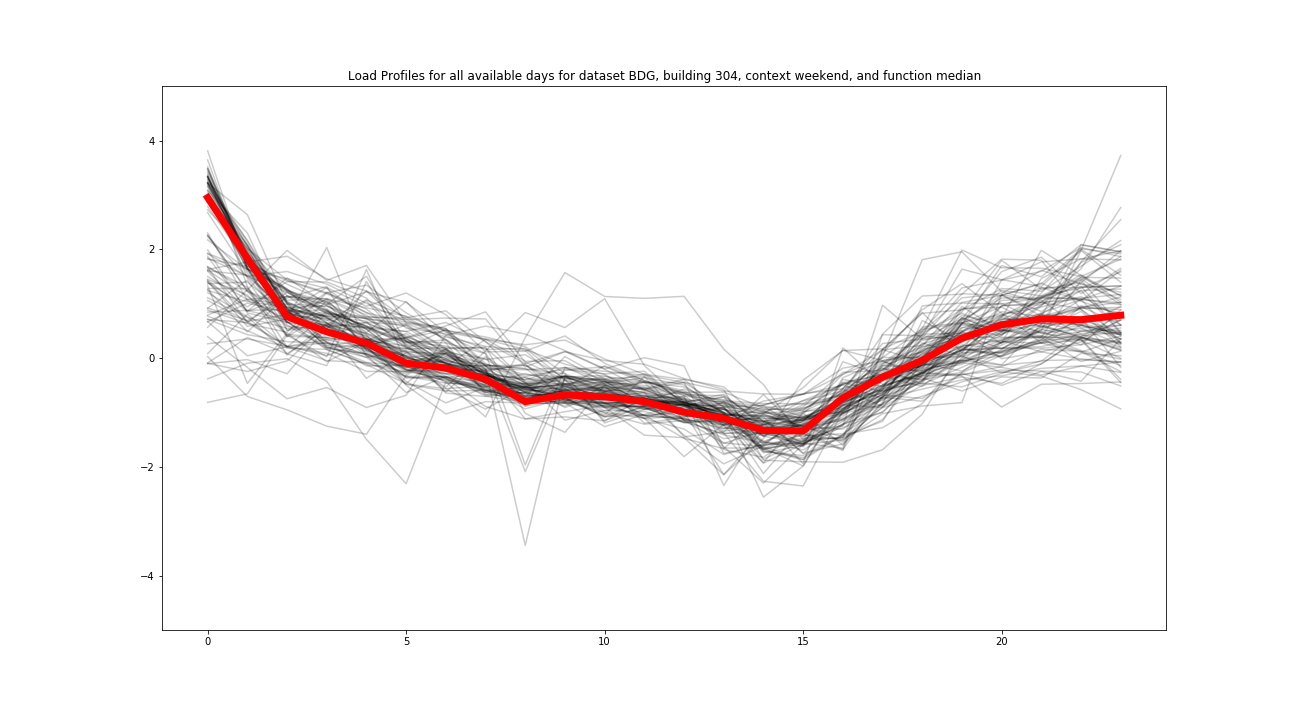 Load Profiles for all available days for dataset BDG, building 304, context weekend, and function median
4
2
0
−2
−4
0 5 10 15 20